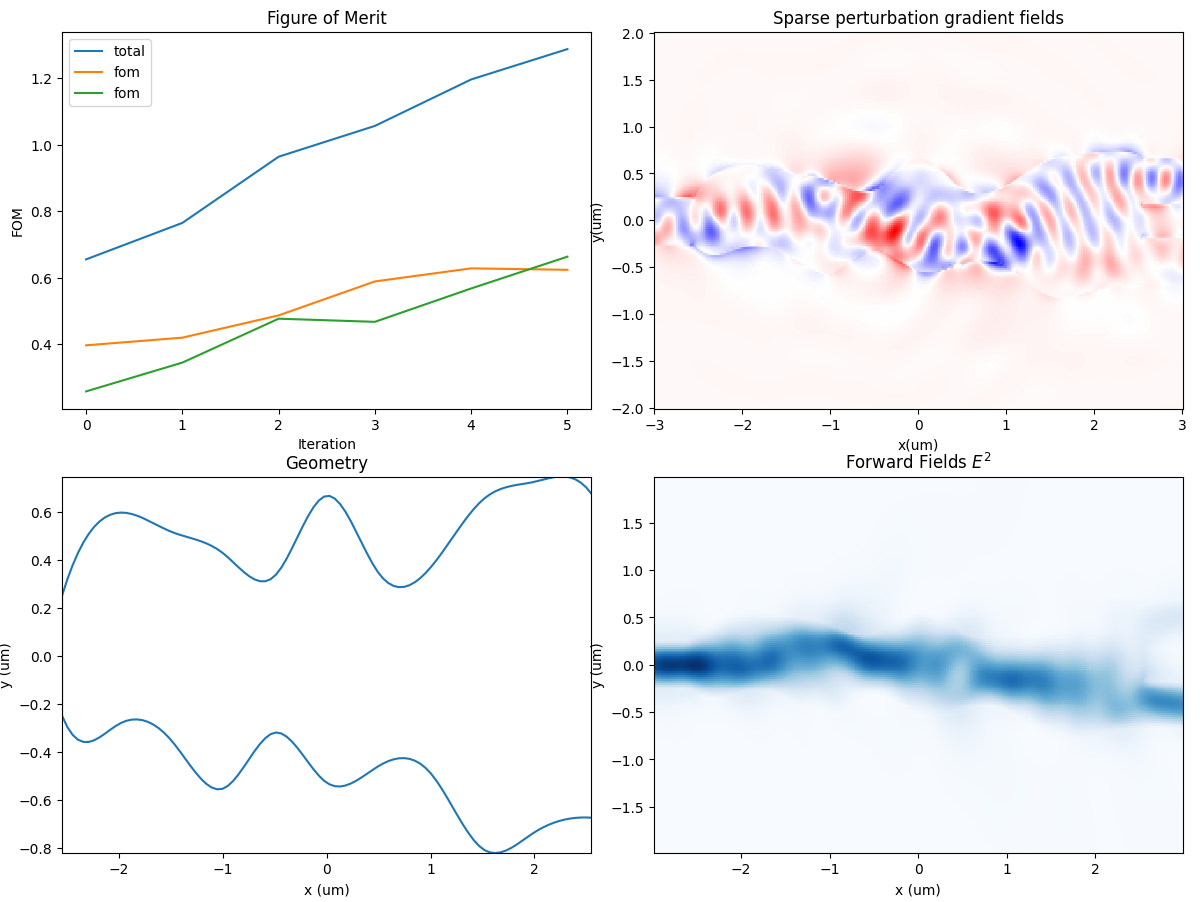 Figure of Merit
total
fom
fom
FOM
1.2
1.0
0.8
0.6
0.4
0 1 2 3 4 5
Iteration
Sparse perturbation gradient fields
y(um)
2.0
1.5
1.0
0.5
0.0
−0.5
−1.0
−1.5
−2.0
−3 −2 −1 0 1 2 3
x(um)
Geometry
y (um)
0.6
0.4
0.2
0.0
−0.2
−0.4
−0.6
−0.8
−2 −1 0 1 2
x (um)
Forward Fields E²
y (um)
1.5
1.0
0.5
0.0
−0.5
−1.0
−1.5
−2 −1 0 1 2
x (um)